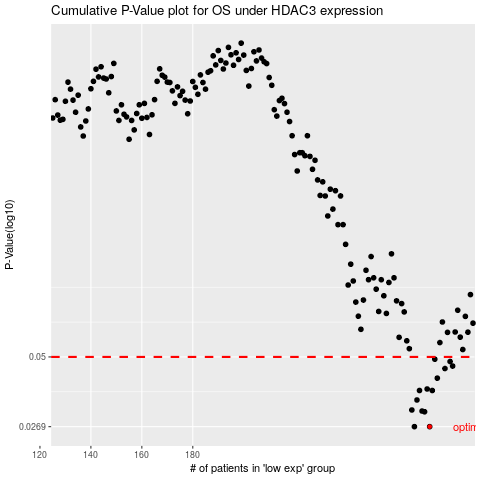 Cumulative P-Value plot for OS under HDAC3 expression
P-Value(log10)
0.05
0.0269
optim
120 140 160 180
# of patients in 'low exp' group